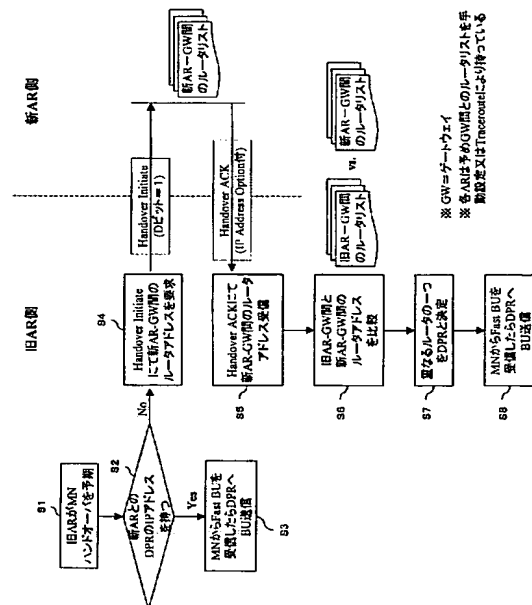 旧AR側
新AR側
S1
旧ARがMN
ハンドオーバを予期
S2
新ARとの
DPRのIPアドレス
を持つ
Yes
No
MNからFast BUを
受信したらDPRへ
BU送信
S3
S4
Handover Initiate
にて新AR-GW間の
ルータアドレスを要求
Handover Initiate
(Dビット=1)
新AR-GW間
のルータリスト
Handover ACK
(IP Address Option付)
Handover ACKにて
新AR-GW間のルータ
アドレス受信
S5
旧AR-GW間と
新AR-GW間の
ルータアドレス
を比較
S6
旧AR-GW間
のルータリスト
vs.
新AR-GW間
のルータリスト
異なるルータの一つ
をDPRと決定
S7
MNからFast BUを
受信したらDPRへ
BU送信
S8
※ GW=ゲートウェイ
※ 各ARは予めGW間とのルータリストを手
動設定又はTracerouteにより持っている